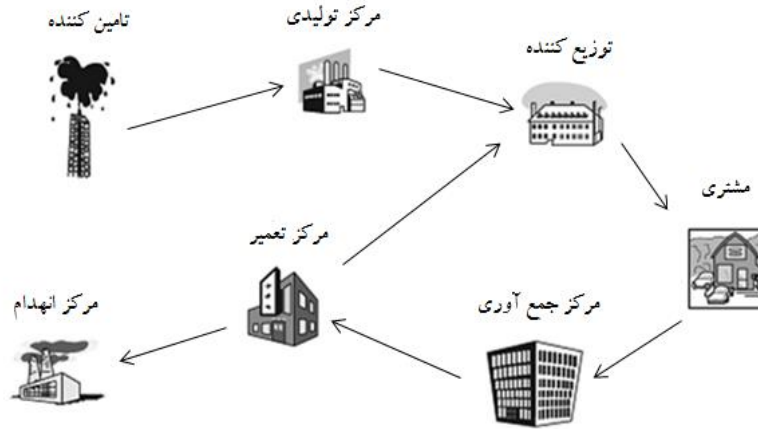 تامین کننده
مرکز تولیدی
توزیع کننده
مشتری
مرکز جمع آوری
مرکز تعمیر
مرکز انهدام